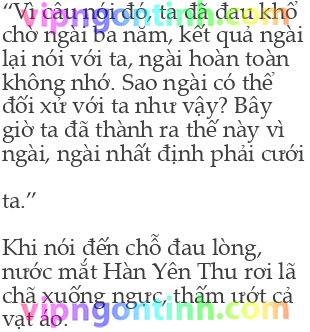 “Vì câu nói đó, ta đã đau khổ
chờ ngài ba năm, kết quả ngài
lại nói với ta, ngài hoàn toàn
không nhớ. Sao ngài có thể
đối xử với ta như vậy? Bây
giờ ta đã thành ra thế này vì
ngài, ngài nhất định phải cưới
ta.”
Khi nói đến chỗ đau lòng,
nước mắt Hàn Yên Thu rơi lã
chã xuống ngực, thấm ướt cả
vạt áo.
vipngontinh.com
vipngontinh.com
vipngontinh.com
vipngontinh.com